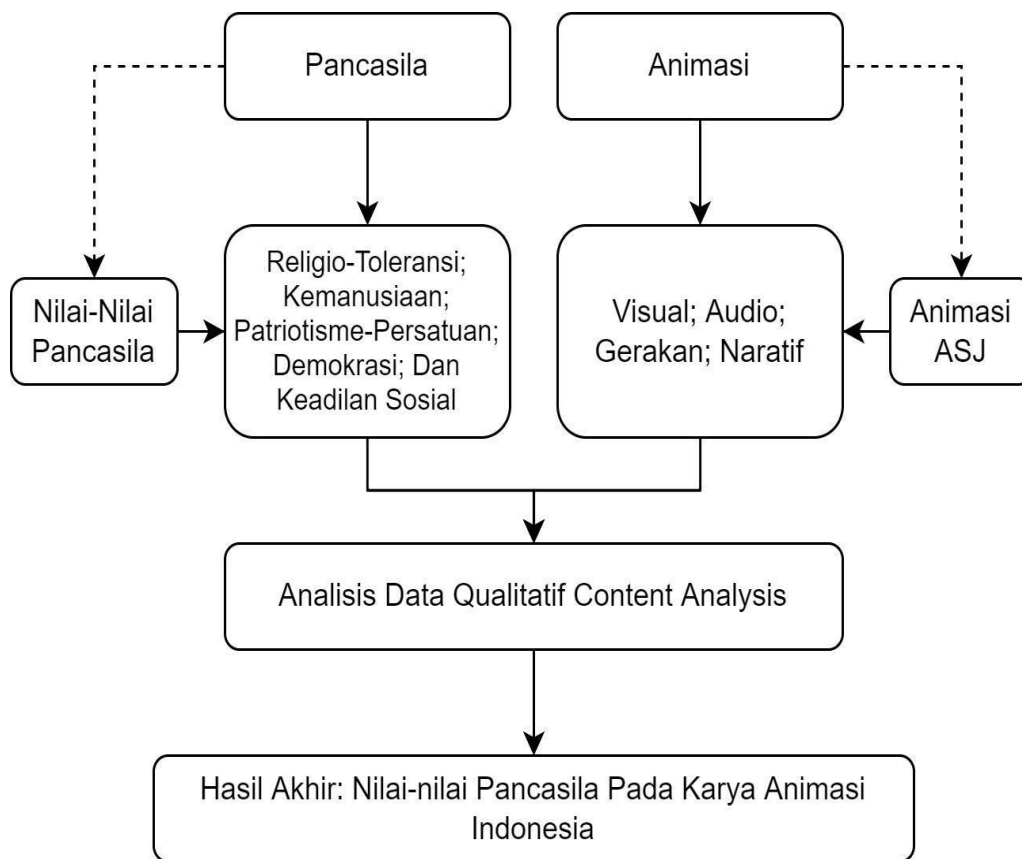 Pancasila
Animasi
Nilai-Nilai
Pancasila
Religio-Toleransi;
Kemanusiaan;
Patriotisme-Persatuan;
Demokrasi; Dan
Keadilan Sosial
Visual; Audio;
Gerakan; Naratif
Animasi
ASJ
Analisis Data Qualitatif Content Analysis
Hasil Akhir: Nilai-nilai Pancasila Pada Karya Animasi
Indonesia